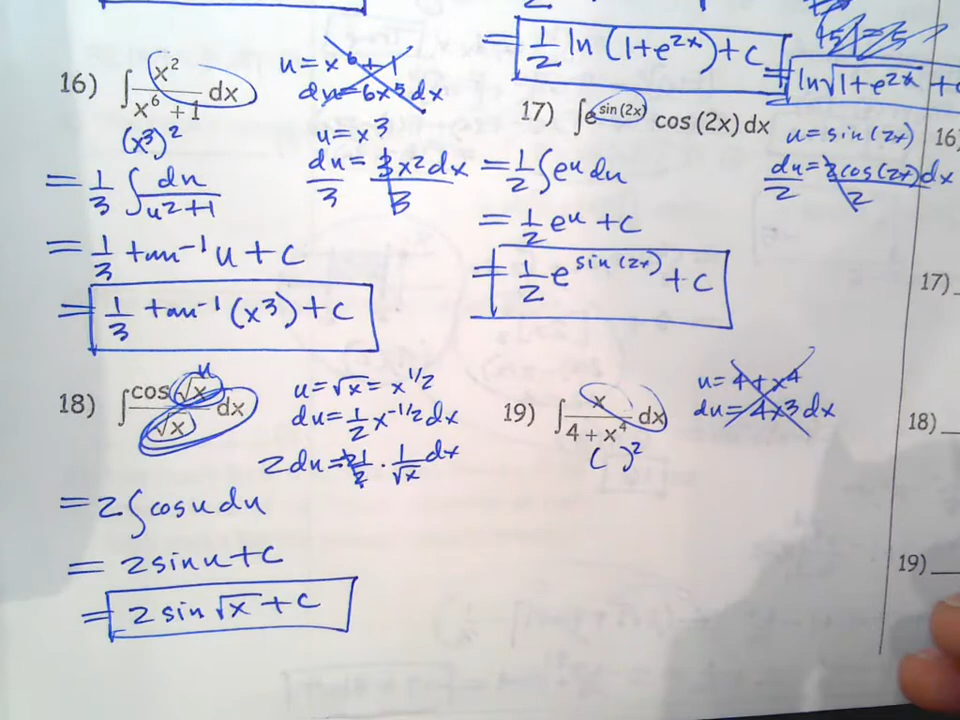 = 1/2 ln (1+e^(2x)) + c
= ln√(1+e^(2x)) +
16) ∫ x²/(x⁶ + 1) dx
(x³)²
u = x⁶ + 1
du = 6x⁵ dx
u = x³
du/3 = 3x² dx/3
= 1/3 ∫ du/(u²+1)
= 1/3 tan⁻¹ u + c
= 1/3 tan⁻¹ (x³) + c
17) ∫ e^(sin(2x)) cos (2x) dx
u = sin (2x)
du/2 = 2cos(2x)dx/2
= 1/2 ∫ e^u du
= 1/2 e^u + c
= 1/2 e^(sin(2x)) + c
18) ∫ cos √x/√x dx
u
u = √x = x^(1/2)
du = 1/2 x^(-1/2) dx
2du = 2·1/2 · 1/√x dx
= 2 ∫ cos u du
= 2 sin u + c
= 2 sin √x + c
19) ∫ x/(4 + x⁴) dx
( )²
u = 4 + x⁴
du = 4x³ dx
16)
17)
18)
19)